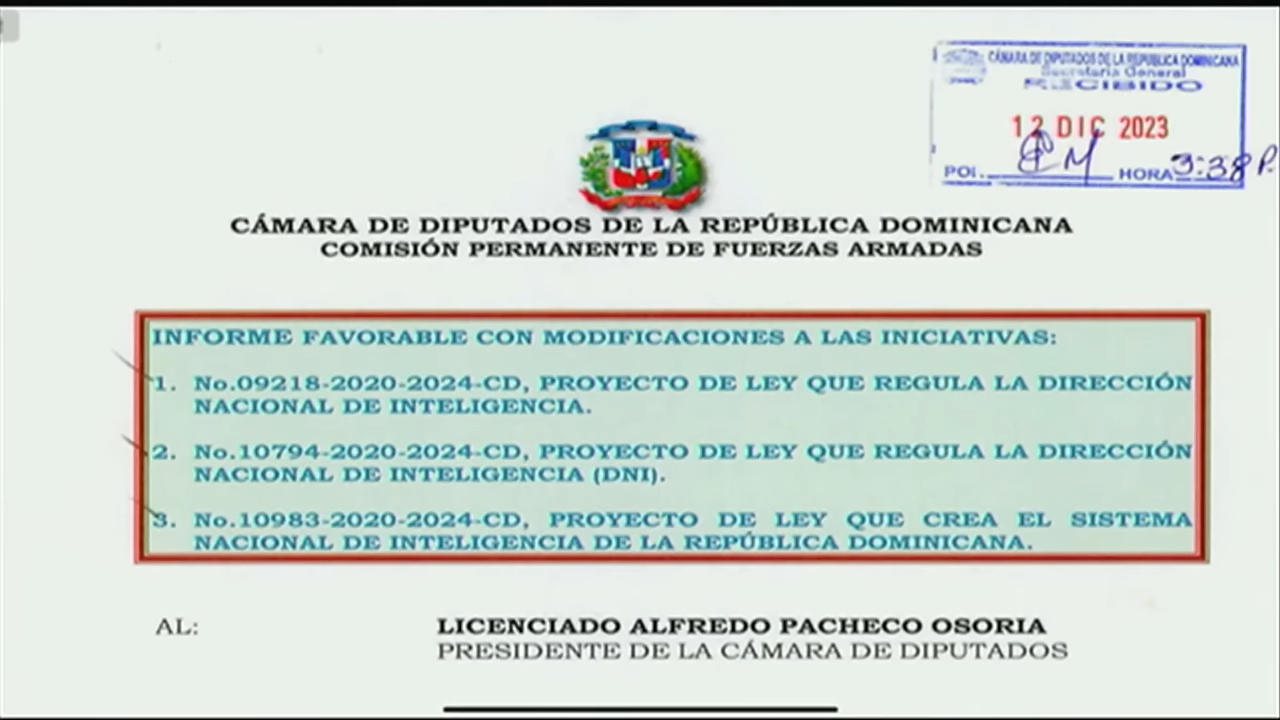 CÁMARA DE DIPUTADOS DE LA REPÚBLICA DOMINICANA
Secretaría General
RECIBIDO
12 DIC 2023
POR. HORA 3:38 P.
CÁMARA DE DIPUTADOS DE LA REPÚBLICA DOMINICANA
COMISIÓN PERMANENTE DE FUERZAS ARMADAS
INFORME FAVORABLE CON MODIFICACIONES A LAS INICIATIVAS:
1. No.09218-2020-2024-CD, PROYECTO DE LEY QUE REGULA LA DIRECCIÓN
NACIONAL DE INTELIGENCIA.
2. No.10794-2020-2024-CD, PROYECTO DE LEY QUE REGULA LA DIRECCIÓN
NACIONAL DE INTELIGENCIA (DNI).
3. No.10983-2020-2024-CD, PROYECTO DE LEY QUE CREA EL SISTEMA
NACIONAL DE INTELIGENCIA DE LA REPÚBLICA DOMINICANA.
AL: LICENCIADO ALFREDO PACHECO OSORIA
PRESIDENTE DE LA CÁMARA DE DIPUTADOS